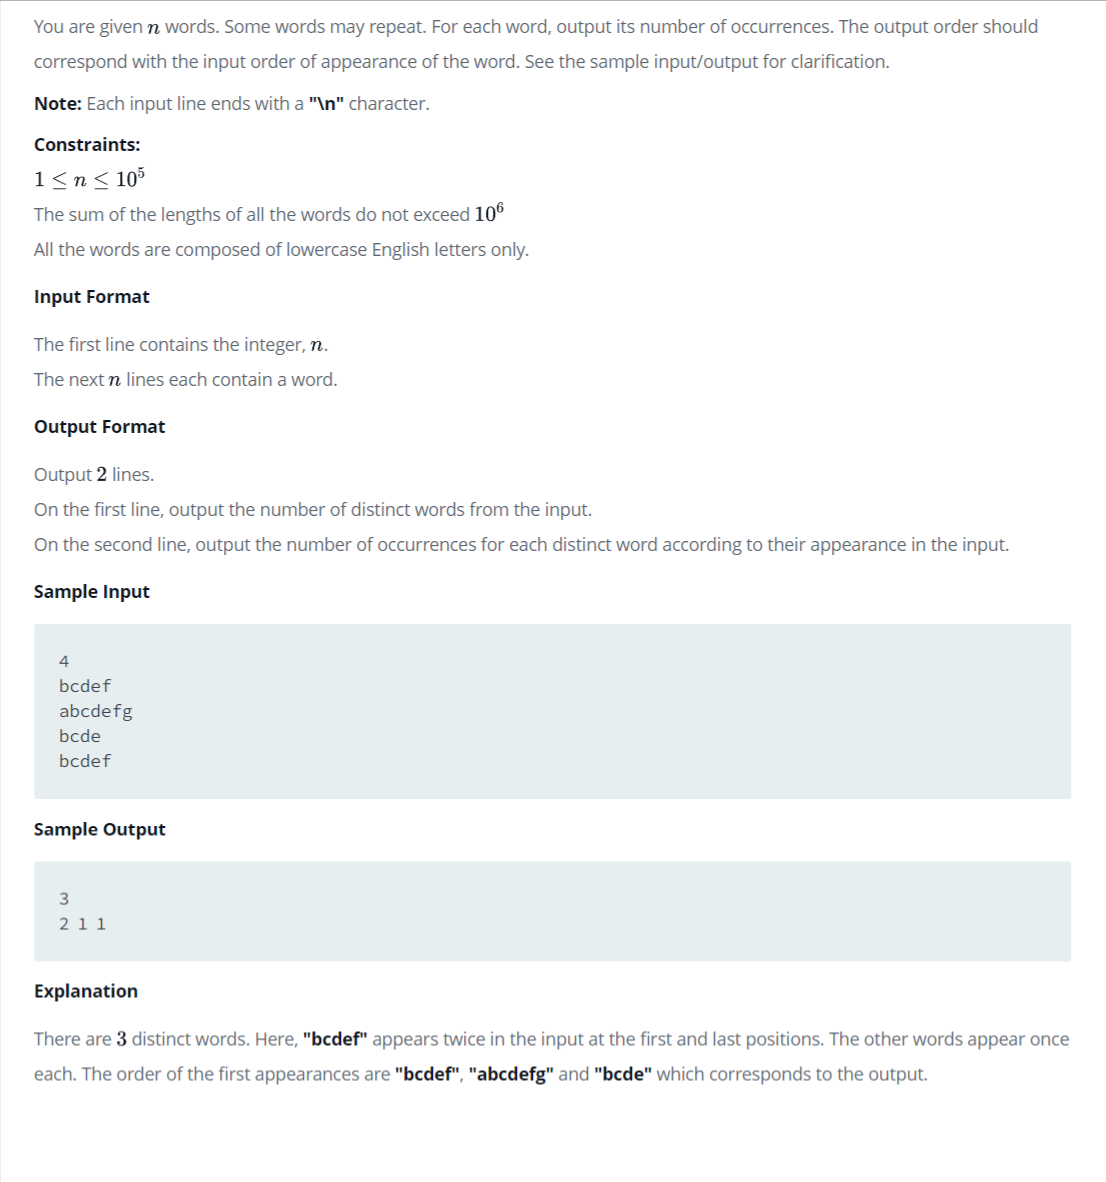 You are given n words. Some words may repeat. For each word, output its number of occurrences. The output order should
correspond with the input order of appearance of the word. See the sample input/output for clarification.
Note: Each input line ends with a "\n" character.
Constraints:
1 ≤ n ≤ 10⁵
The sum of the lengths of all the words do not exceed 10⁶
All the words are composed of lowercase English letters only.
Input Format
The first line contains the integer, n.
The next n lines each contain a word.
Output Format
Output 2 lines.
On the first line, output the number of distinct words from the input.
On the second line, output the number of occurrences for each distinct word according to their appearance in the input.
Sample Input
4
bcdef
abcdefg
bcde
bcdef
Sample Output
3
2 1 1
Explanation
There are 3 distinct words. Here, "bcdef" appears twice in the input at the first and last positions. The other words appear once
each. The order of the first appearances are "bcdef", "abcdefg" and "bcde" which corresponds to the output.